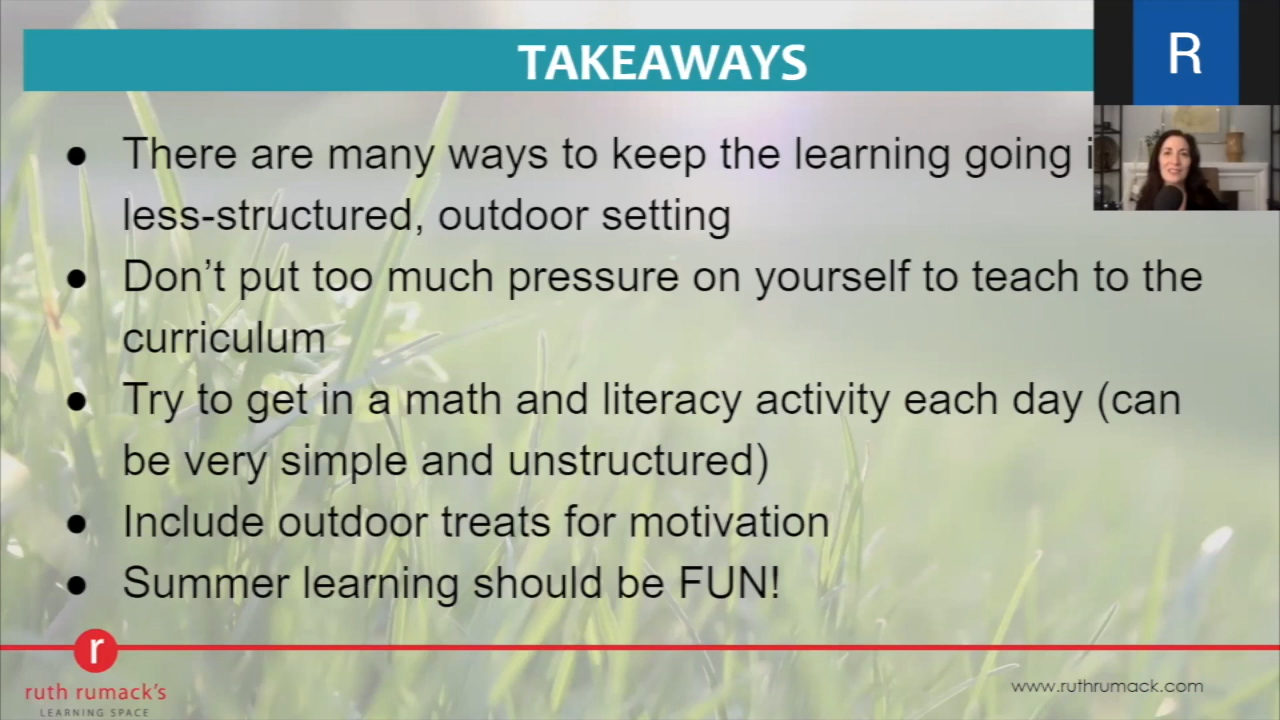 TAKEAWAYS
R
● There are many ways to keep the learning going
less-structured, outdoor setting
● Don’t put too much pressure on yourself to teach to the
curriculum
● Try to get in a math and literacy activity each day (can
be very simple and unstructured)
● Include outdoor treats for motivation
● Summer learning should be FUN!
r
ruth rumack's
LEARNING SPACE
www.ruthrumack.com